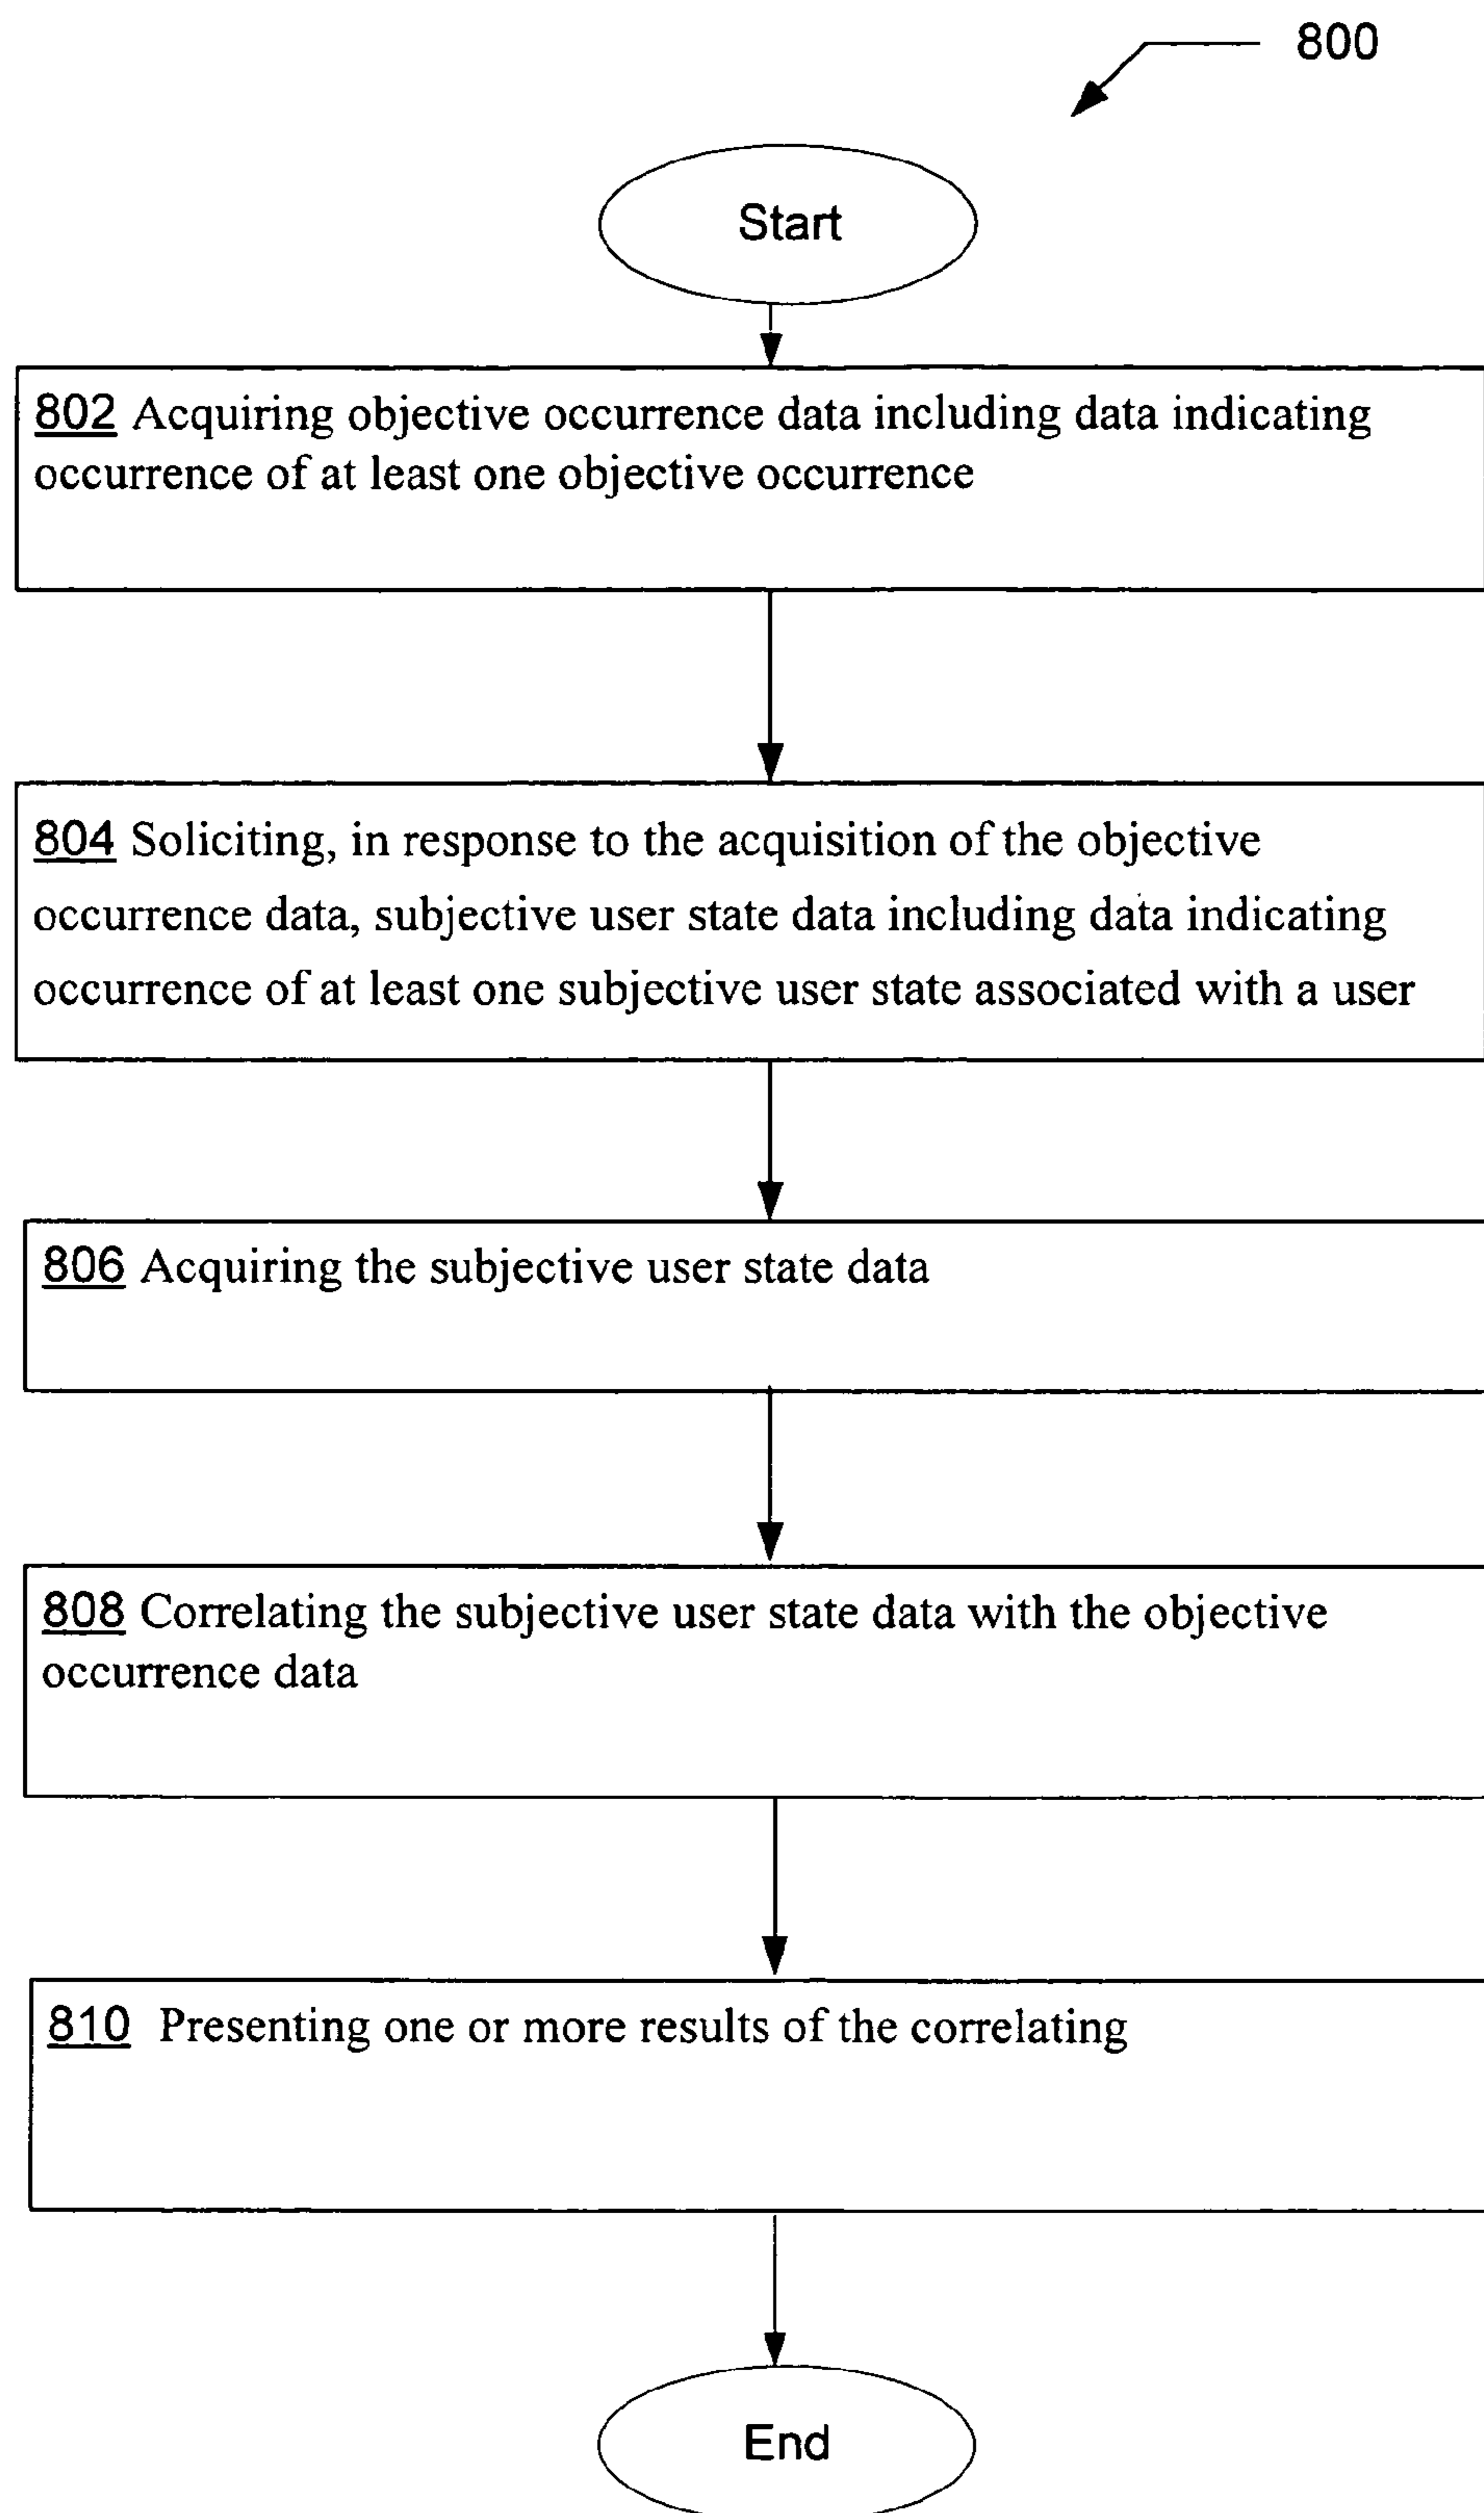 800
Start
802 Acquiring objective occurrence data including data indicating
occurrence of at least one objective occurrence
804 Soliciting, in response to the acquisition of the objective
occurrence data, subjective user state data including data indicating
occurrence of at least one subjective user state associated with a user
806 Acquiring the subjective user state data
808 Correlating the subjective user state data with the objective
occurrence data
810 Presenting one or more results of the correlating
End